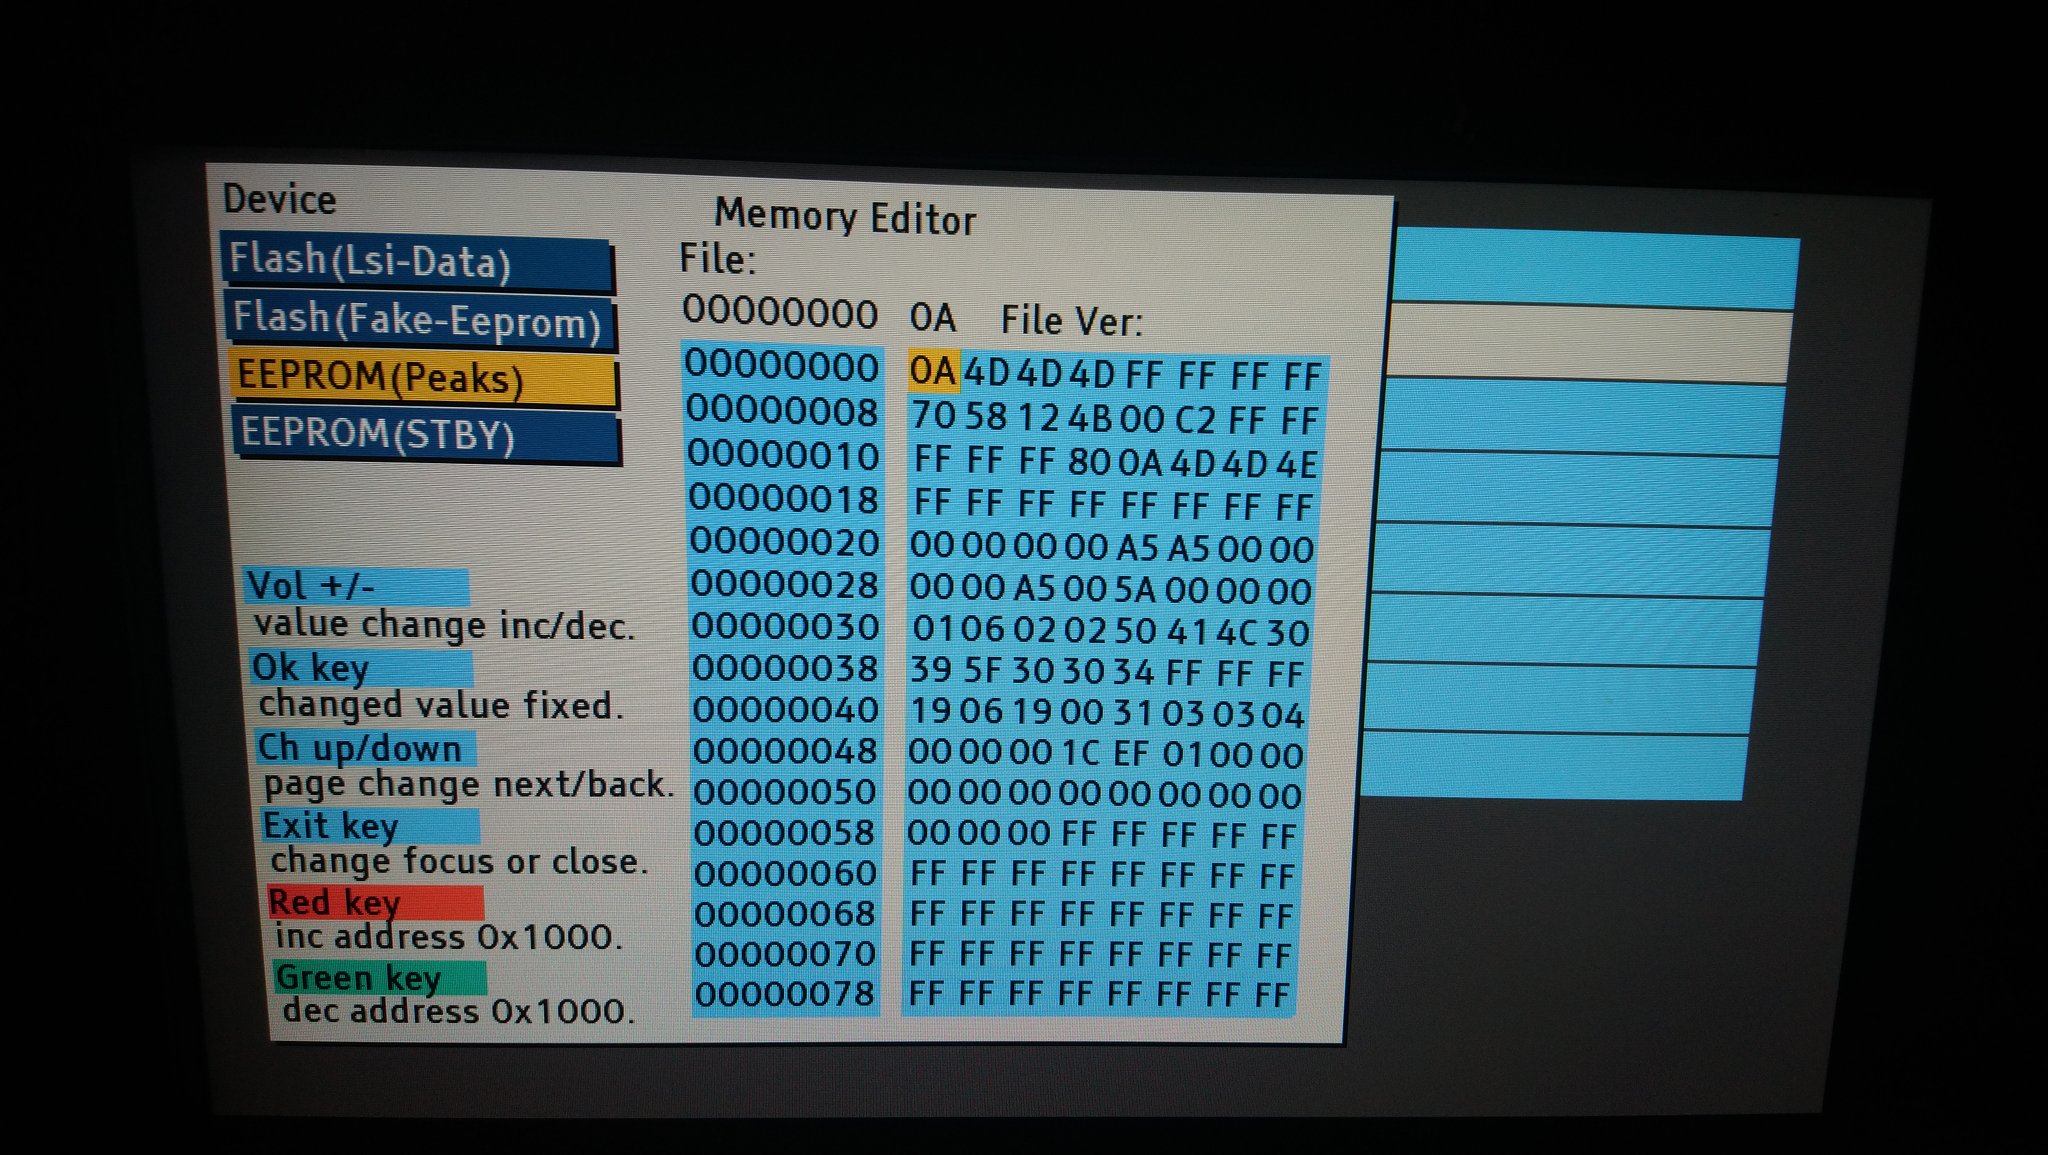 Device
Memory Editor
Flash(Lsi-Data)
File:
Flash(Fake-Eeprom)
00000000 0A File Ver:
EEPROM(Peaks)
EEPROM(STBY)
00000000 0A 4D 4D 4D FF FF FF FF
00000008 70 58 12 4B 00 C2 FF FF
00000010 FF FF FF 80 0A 4D 4D 4E
00000018 FF FF FF FF FF FF FF FF
00000020 00 00 00 00 A5 A5 00 00
00000028 00 00 A5 00 5A 00 00 00
00000030 01 06 02 02 50 41 4C 30
00000038 39 5F 30 30 34 FF FF FF
00000040 19 06 19 00 31 03 03 04
00000048 00 00 00 1C EF 01 00 00
00000050 00 00 00 00 00 00 00 00
00000058 00 00 00 FF FF FF FF FF
00000060 FF FF FF FF FF FF FF FF
00000068 FF FF FF FF FF FF FF FF
00000070 FF FF FF FF FF FF FF FF
00000078 FF FF FF FF FF FF FF FF
Vol +/-
value change inc/dec.
Ok key
changed value fixed.
Ch up/down
page change next/back.
Exit key
change focus or close.
Red key
inc address 0x1000.
Green key
dec address 0x1000.